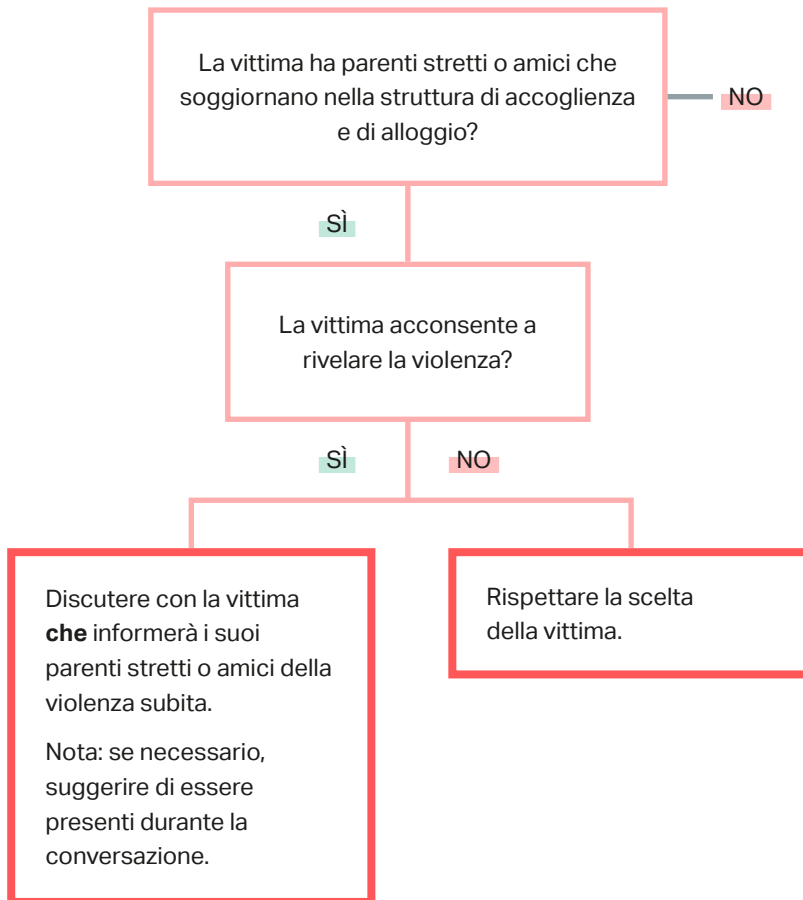 La vittima ha parenti stretti o amici che
soggiornano nella struttura di accoglienza
e di alloggio?
NO
SÌ
La vittima acconsente a
rivelare la violenza?
SÌ
NO
Discutere con la vittima
che informerà i suoi
parenti stretti o amici della
violenza subita.
Nota: se necessario,
suggerire di essere
presenti durante la
conversazione.
Rispettare la scelta
della vittima.